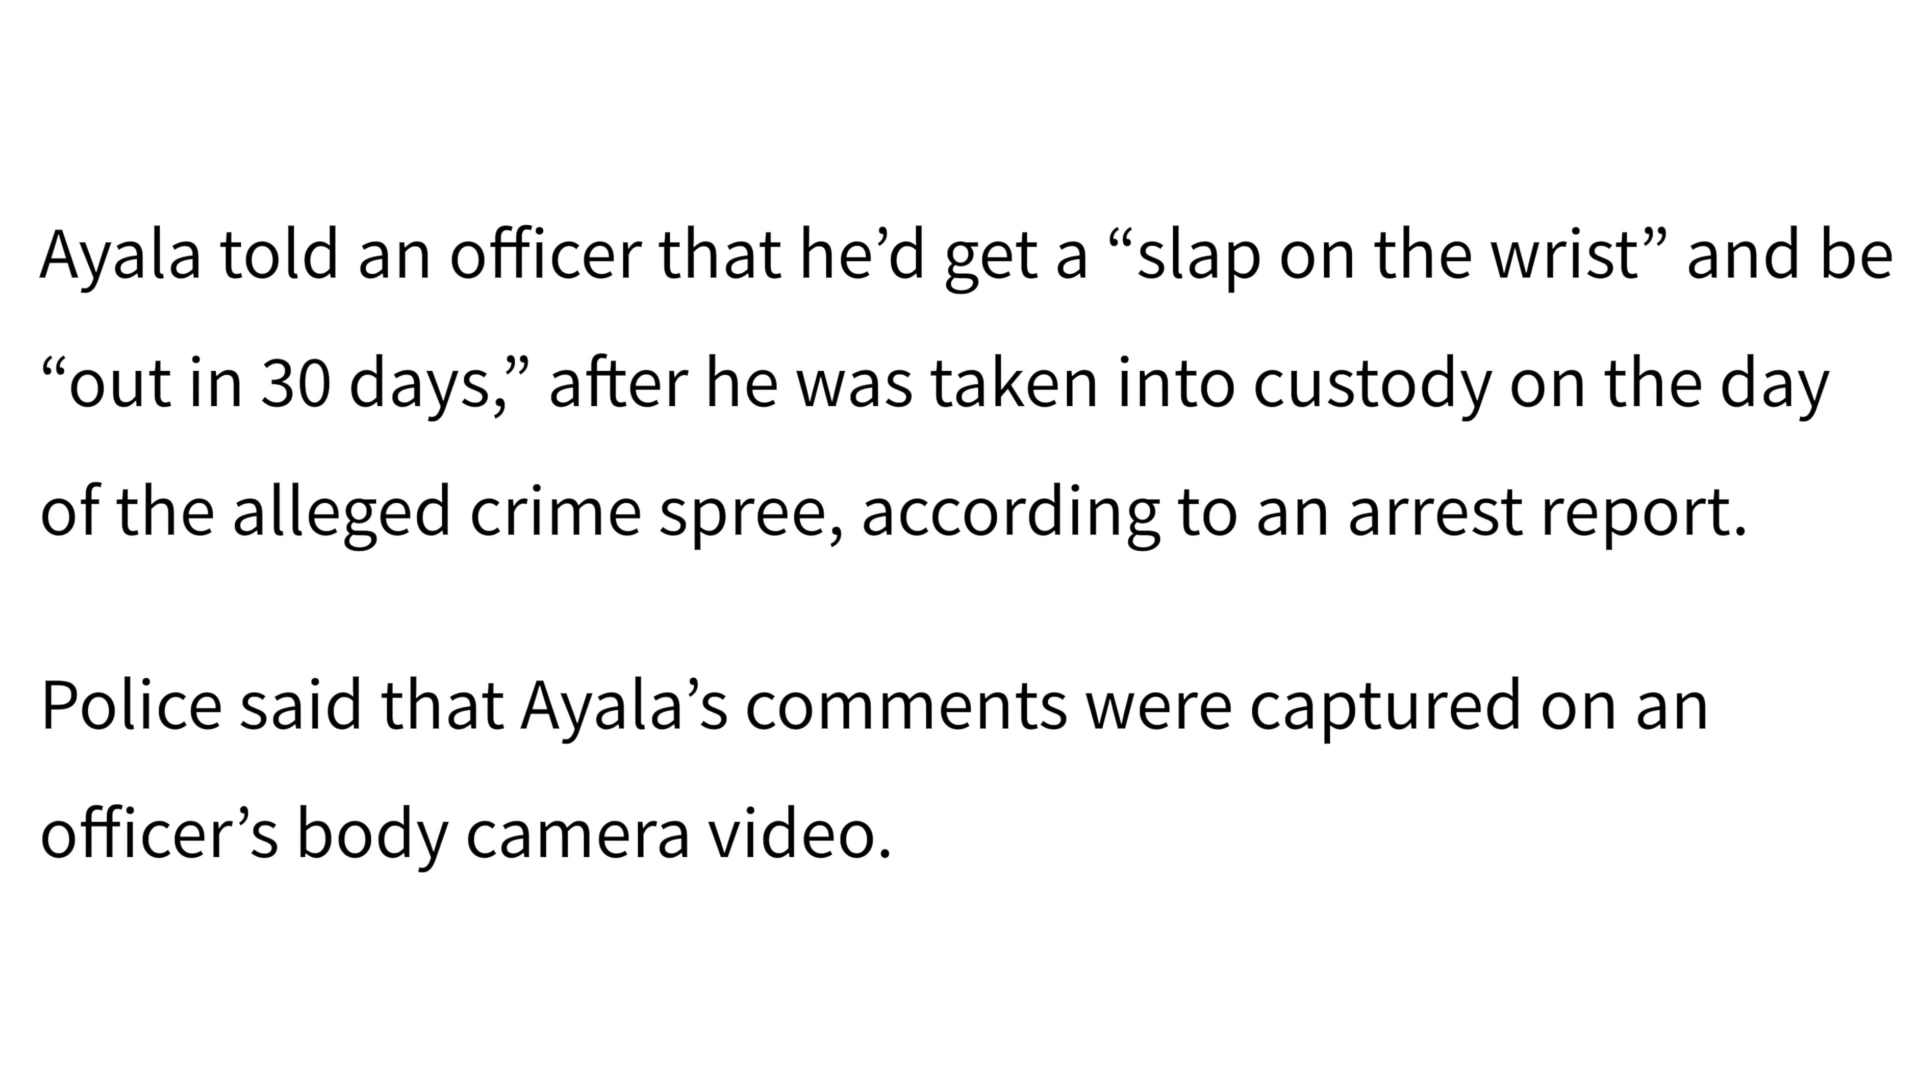 Ayala told an officer that he’d get a “slap on the wrist” and be
“out in 30 days,” after he was taken into custody on the day
of the alleged crime spree, according to an arrest report.
Police said that Ayala’s comments were captured on an
officer’s body camera video.